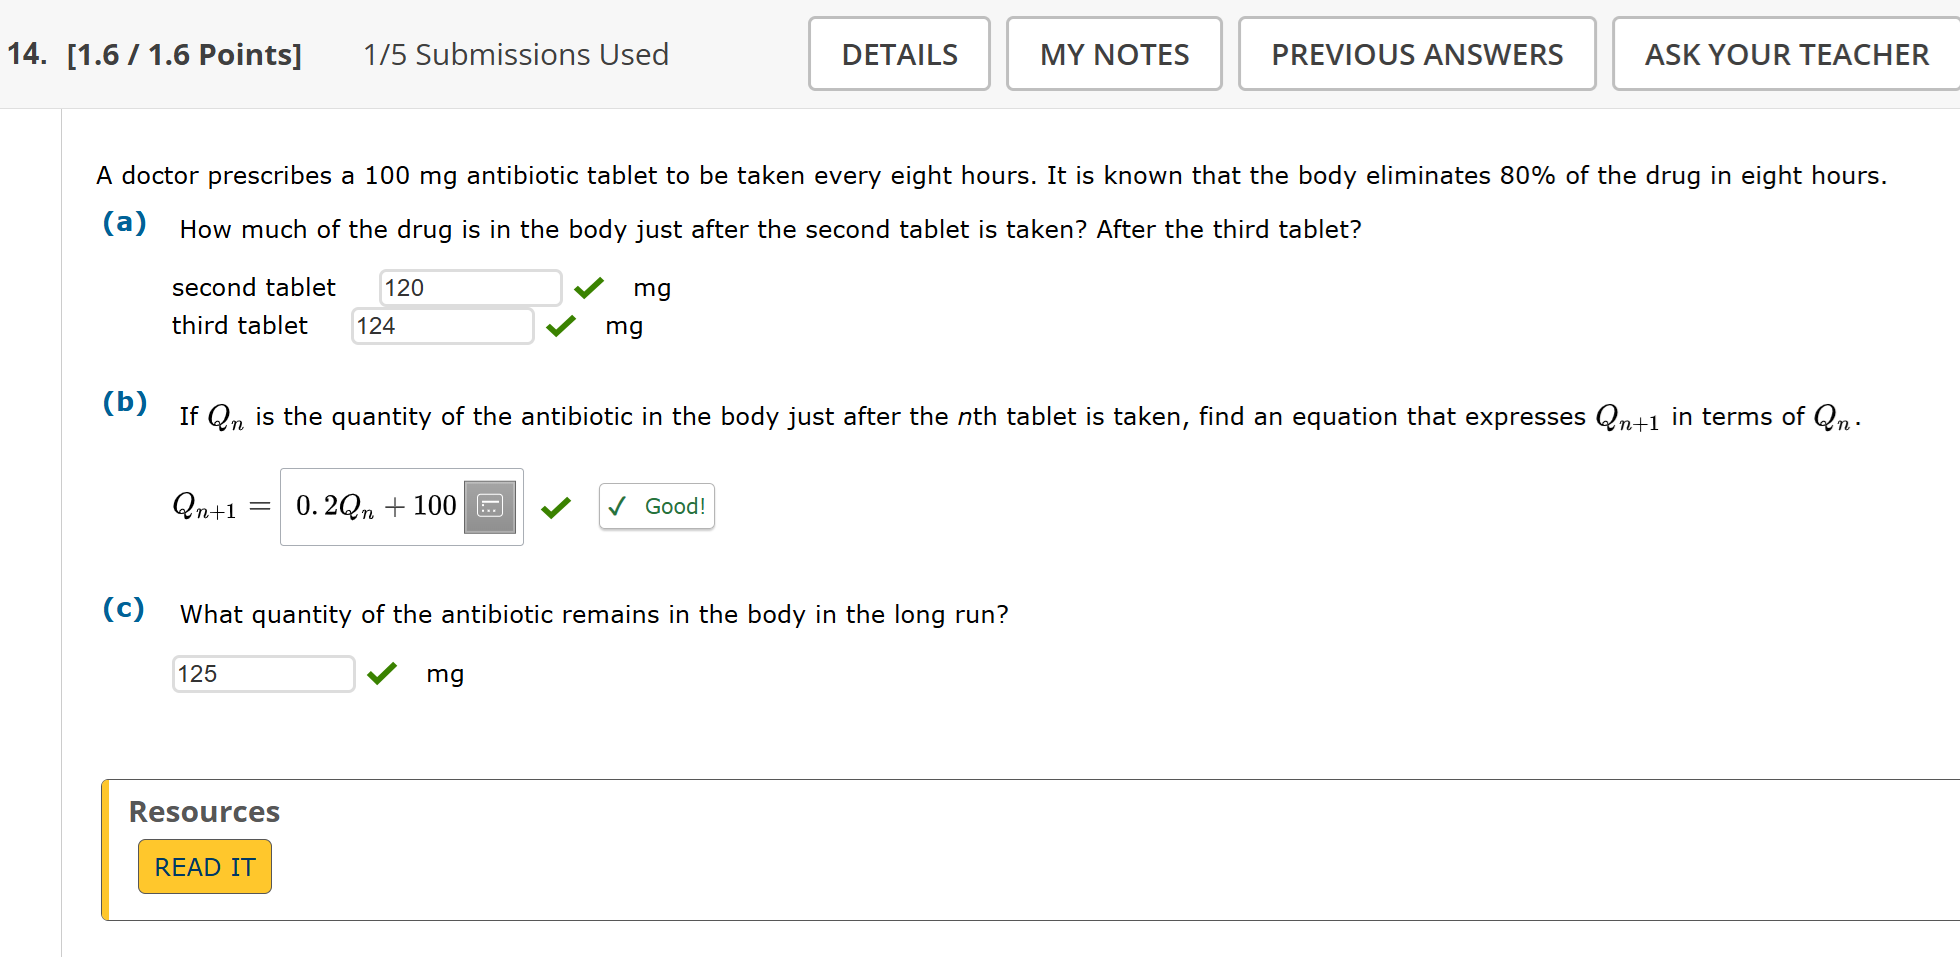 14. [1.6 / 1.6 Points] 1/5 Submissions Used DETAILS MY NOTES PREVIOUS ANSWERS ASK YOUR TEACHER
A doctor prescribes a 100 mg antibiotic tablet to be taken every eight hours. It is known that the body eliminates 80% of the drug in eight hours.
(a) How much of the drug is in the body just after the second tablet is taken? After the third tablet?
second tablet 120 mg
third tablet 124 mg
(b) If Qₙ is the quantity of the antibiotic in the body just after the nth tablet is taken, find an equation that expresses Qₙ₊₁ in terms of Qₙ.
Qₙ₊₁ = 0.2Qₙ + 100 ✓ Good!
(c) What quantity of the antibiotic remains in the body in the long run?
125 mg
Resources
READ IT